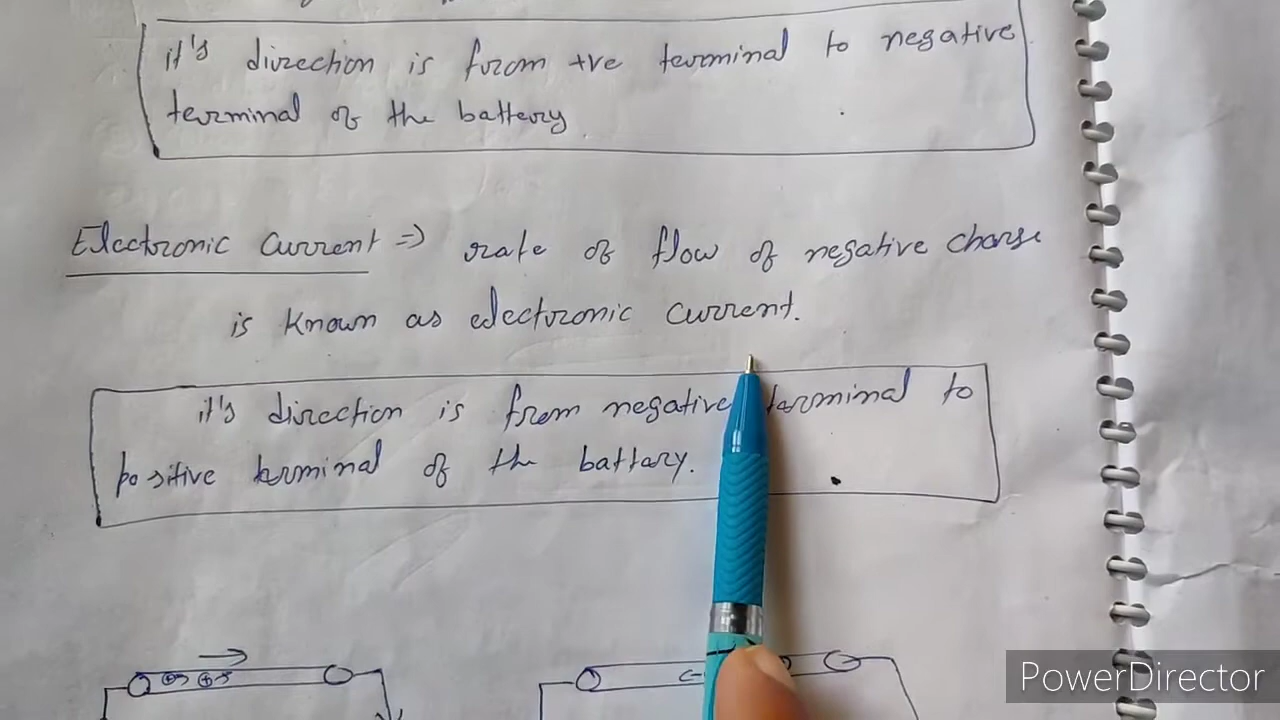 it's direction is from +ve terminal to negative
terminal of the battery.
Electronic Current ⇒ rate of flow of negative charge
is known as electronic current.
it's direction is from negative terminal to
positive terminal of the battary.
PowerDirector